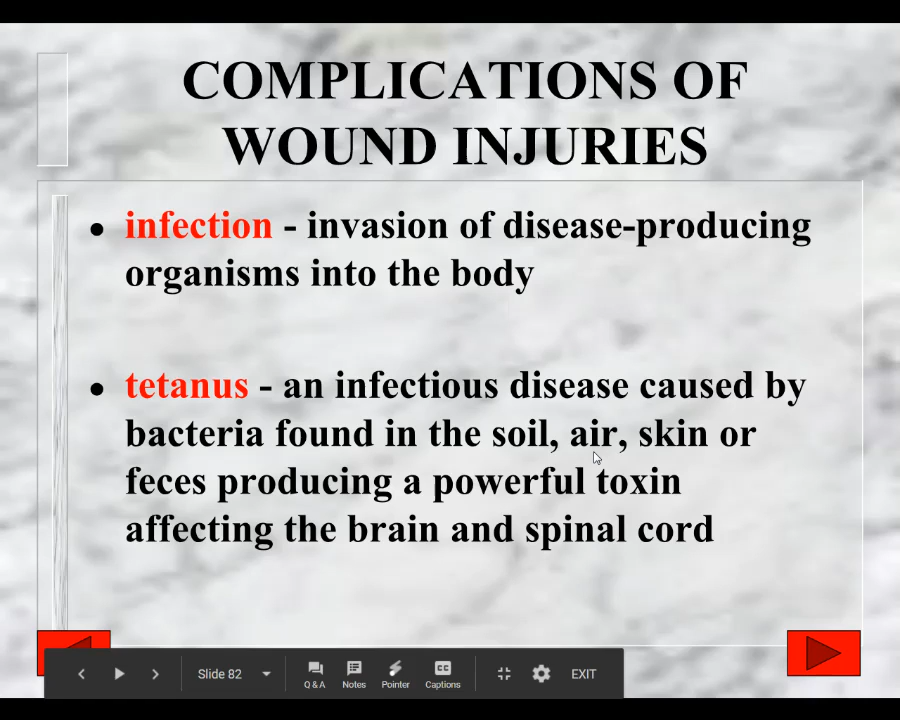 COMPLICATIONS OF
WOUND INJURIES
• infection - invasion of disease-producing
organisms into the body
• tetanus - an infectious disease caused by
bacteria found in the soil, air, skin or
feces producing a powerful toxin
affecting the brain and spinal cord
Slide 82
Q & A
Notes
Pointer
CC
Captions
EXIT